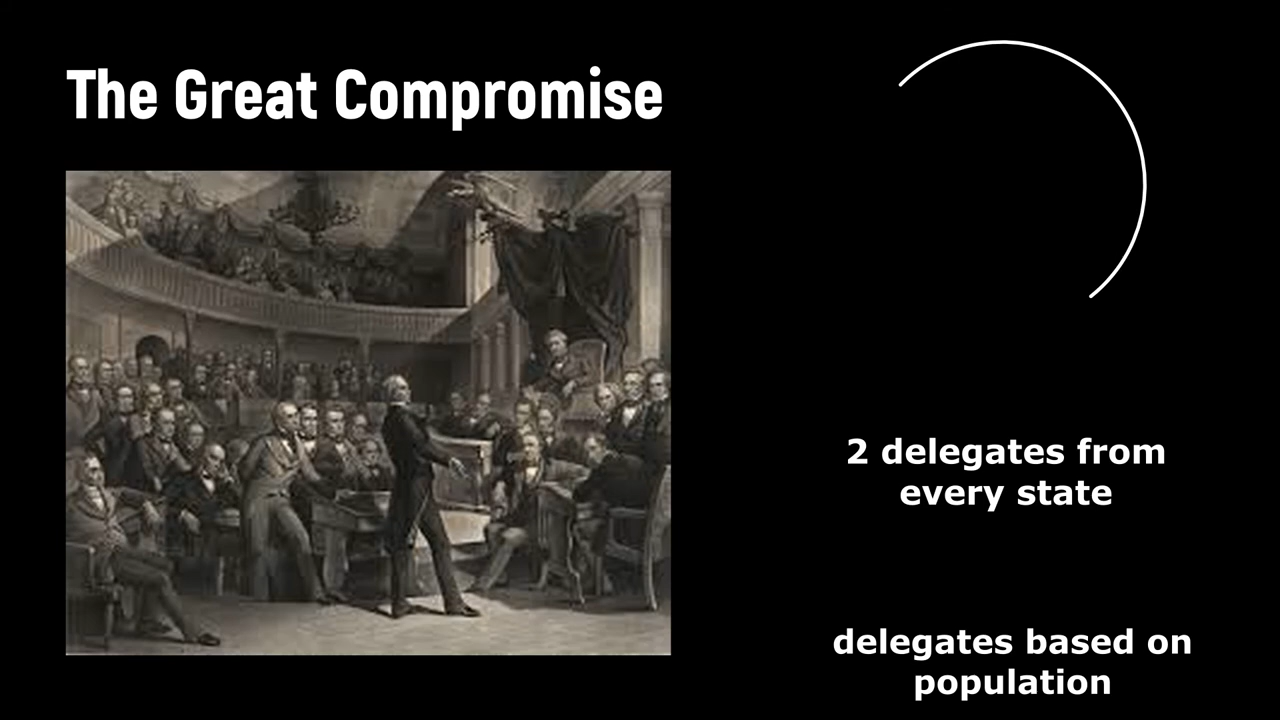 The Great Compromise
2 delegates from
every state
delegates based on
population